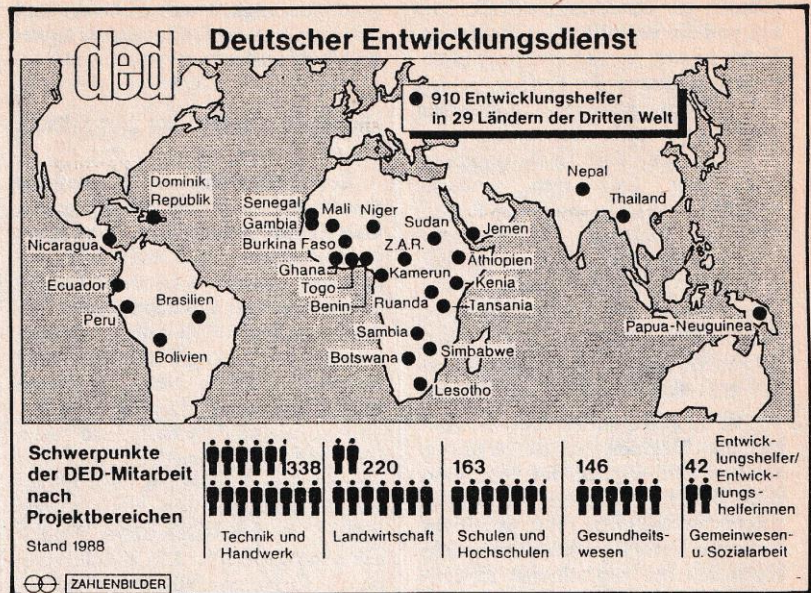 ded
Deutscher Entwicklungsdienst
910 Entwicklungshelfer
in 29 Ländern der Dritten Welt
Dominik.
Republik
Nicaragua
Ecuador
Peru
Brasilien
Bolivien
Senegal
Gambia
Mali
Niger
Burkina Faso
Ghana
Togo
Benin
Sudan
Z.A.R.
Kamerun
Ruanda
Jemen
Äthiopien
Kenia
Tansania
Sambia
Botswana
Simbabwe
Lesotho
Nepal
Thailand
Papua-Neuguinea
Schwerpunkte
der DED-Mitarbeit
nach
Projektbereichen
Stand 1988
338
Technik und
Handwerk
220
Landwirtschaft
163
Schulen und
Hochschulen
146
Gesundheits-
wesen
42
Entwick-
lungshelfer/
Entwick-
lungs-
helferinnen
Gemeinwesen-
u. Sozialarbeit
ZAHLENBILDER